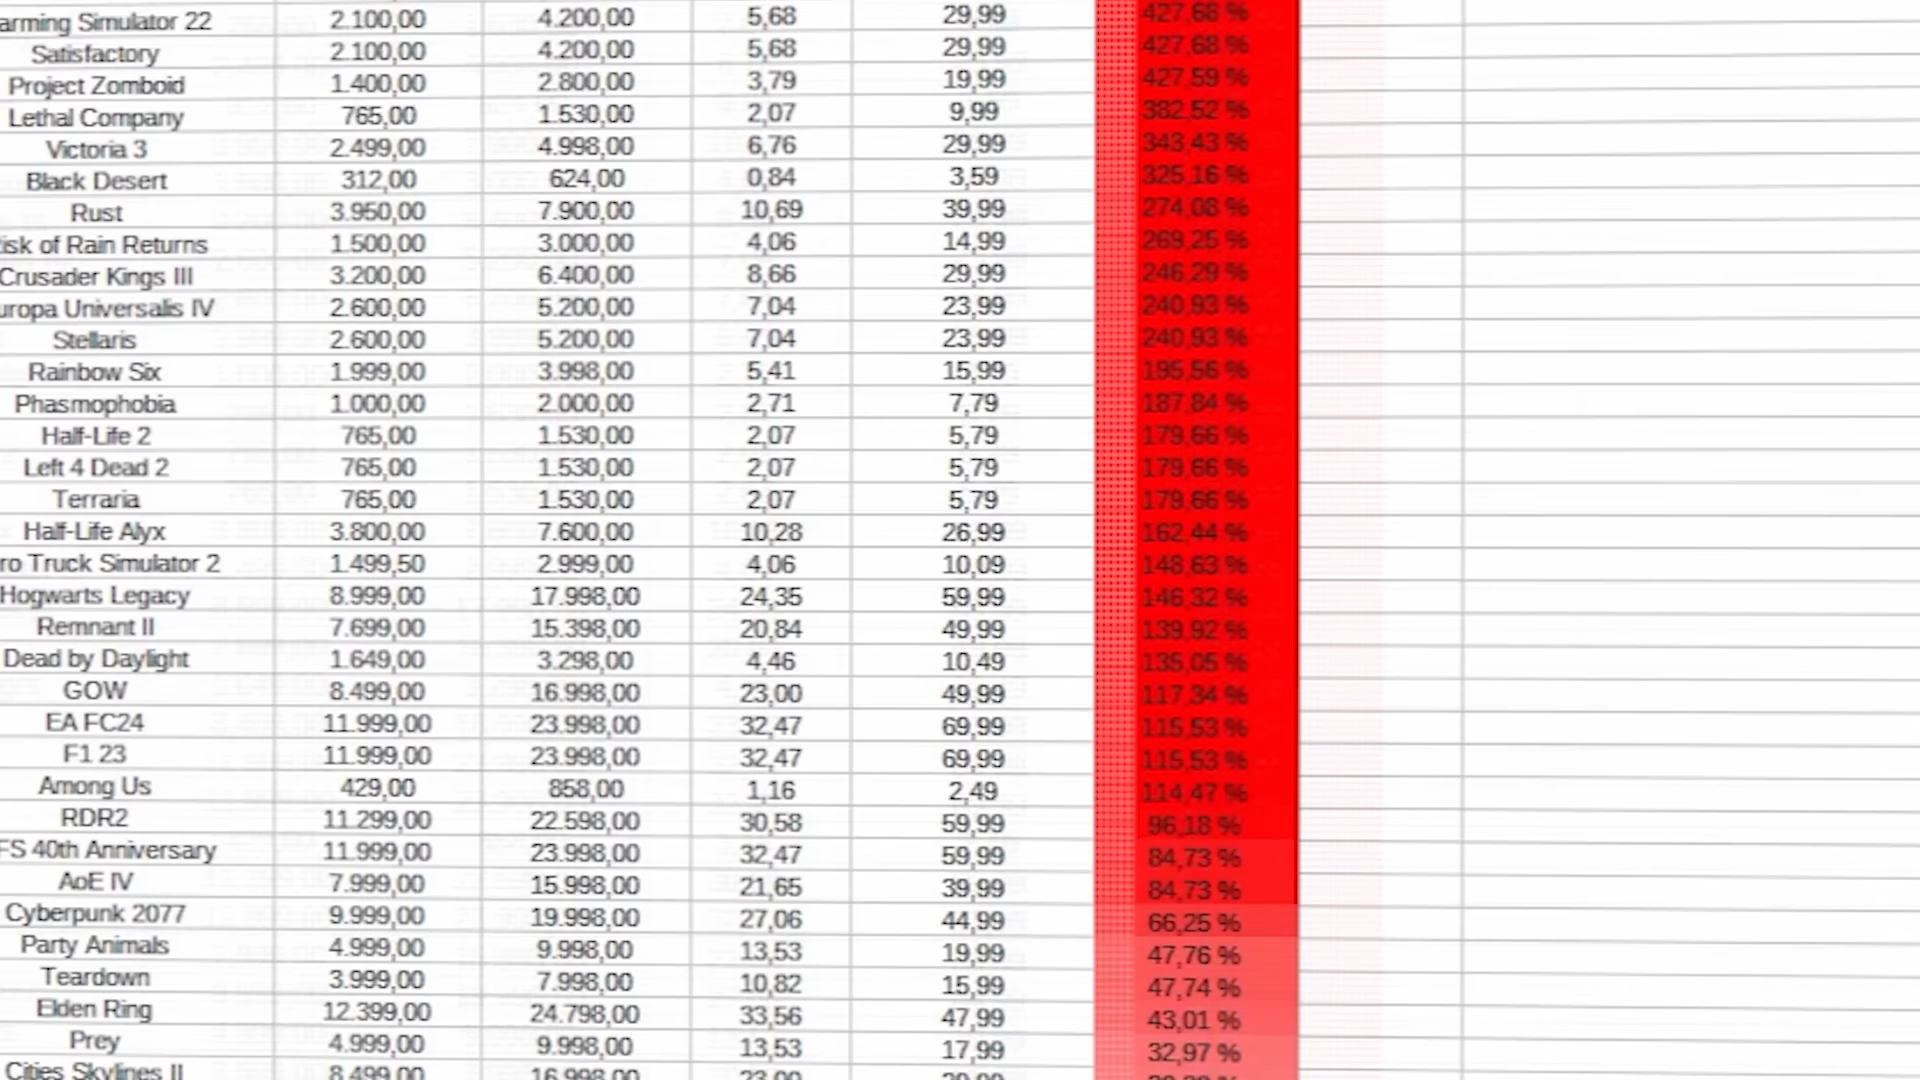 arming Simulator 22 2.100,00 4.200,00 5,68 29,99 427,68 %
Satisfactory 2.100,00 4.200,00 5,68 29,99 427,68 %
Project Zomboid 1.400,00 2.800,00 3,79 19,99 427,59 %
Lethal Company 765,00 1.530,00 2,07 9,99 382,52 %
Victoria 3 2.499,00 4.998,00 6,76 29,99 343,43 %
Black Desert 312,00 624,00 0,84 3,59 325,16 %
Rust 3.950,00 7.900,00 10,69 39,99 274,08 %
isk of Rain Returns 1.500,00 3.000,00 4,06 14,99 269,25 %
Crusader Kings III 3.200,00 6.400,00 8,66 29,99 246,29 %
uropa Universalis IV 2.600,00 5.200,00 7,04 23,99 240,93 %
Stellaris 2.600,00 5.200,00 7,04 23,99 240,93 %
Rainbow Six 1.999,00 3.998,00 5,41 15,99 195,56 %
Phasmophobia 1.000,00 2.000,00 2,71 7,79 187,84 %
Half-Life 2 765,00 1.530,00 2,07 5,79 179,66 %
Left 4 Dead 2 765,00 1.530,00 2,07 5,79 179,66 %
Terraria 765,00 1.530,00 2,07 5,79 179,66 %
Half-Life Alyx 3.800,00 7.600,00 10,28 26,99 162,44 %
ro Truck Simulator 2 1.499,50 2.999,00 4,06 10,09 148,63 %
Hogwarts Legacy 8.999,00 17.998,00 24,35 59,99 146,32 %
Remnant II 7.699,00 15.398,00 20,84 49,99 139,92 %
Dead by Daylight 1.649,00 3.298,00 4,46 10,49 135,05 %
GOW 8.499,00 16.998,00 23,00 49,99 117,34 %
EA FC24 11.999,00 23.998,00 32,47 69,99 115,53 %
F1 23 11.999,00 23.998,00 32,47 69,99 115,53 %
Among Us 429,00 858,00 1,16 2,49 114,47 %
RDR2 11.299,00 22.598,00 30,58 59,99 96,18 %
FS 40th Anniversary 11.999,00 23.998,00 32,47 59,99 84,73 %
AoE IV 7.999,00 15.998,00 21,65 39,99 84,73 %
Cyberpunk 2077 9.999,00 19.998,00 27,06 44,99 66,25 %
Party Animals 4.999,00 9.998,00 13,53 19,99 47,76 %
Teardown 3.999,00 7.998,00 10,82 15,99 47,74 %
Elden Ring 12.399,00 24.798,00 33,56 47,99 43,01 %
Prey 4.999,00 9.998,00 13,53 17,99 32,97 %
Cities Skylines II 8.499,00 16.998,00 23,00